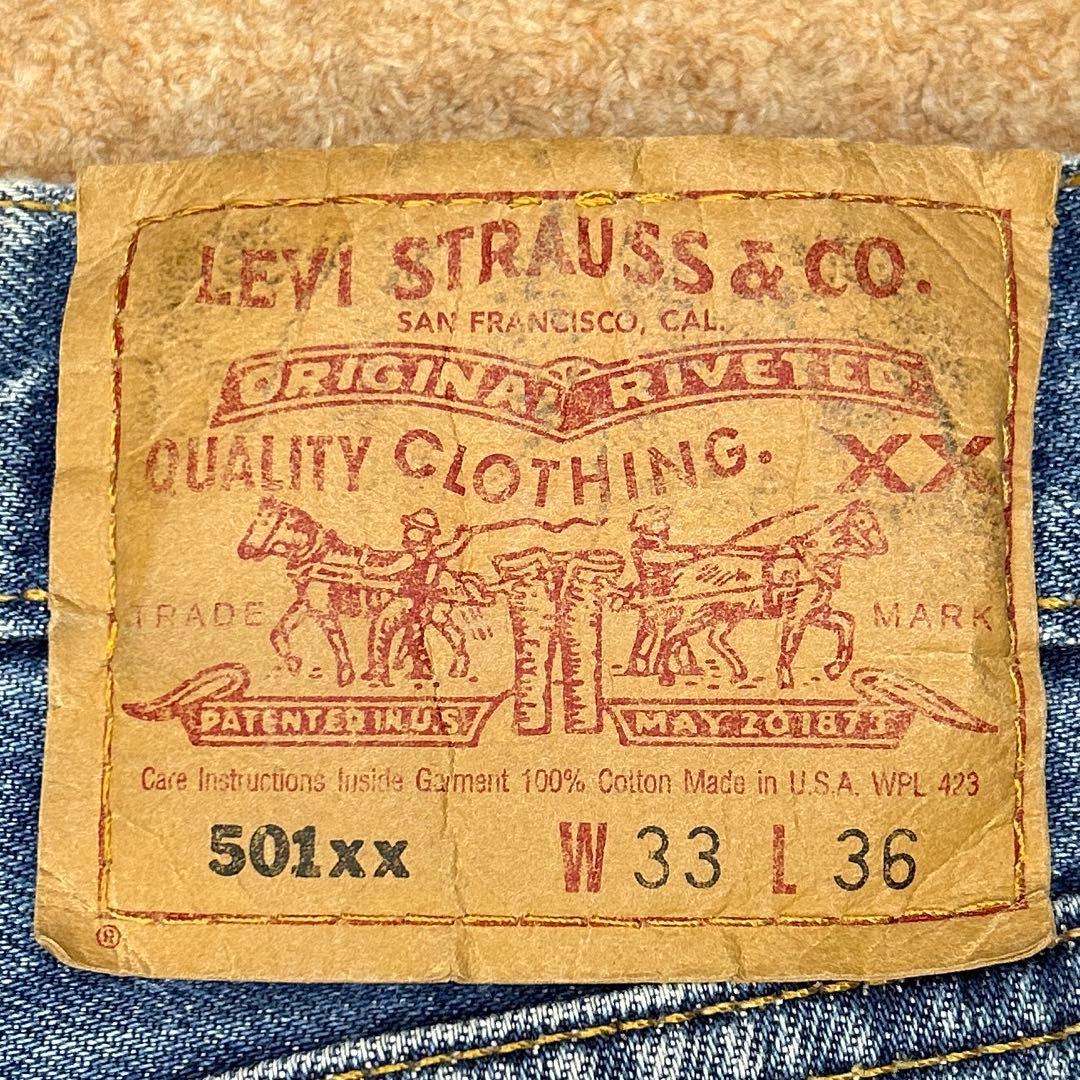 LEVI STRAUSS & CO.
SAN FRANCISCO, CAL.
ORIGINAL RIVETED
QUALITY CLOTHING. XX
TRADE MARK
PATENTED IN U.S. MAY 20 1873
Care Instructions Inside Garment 100% Cotton Made in U.S.A. WPL 423
501xx W 33 L 36
®